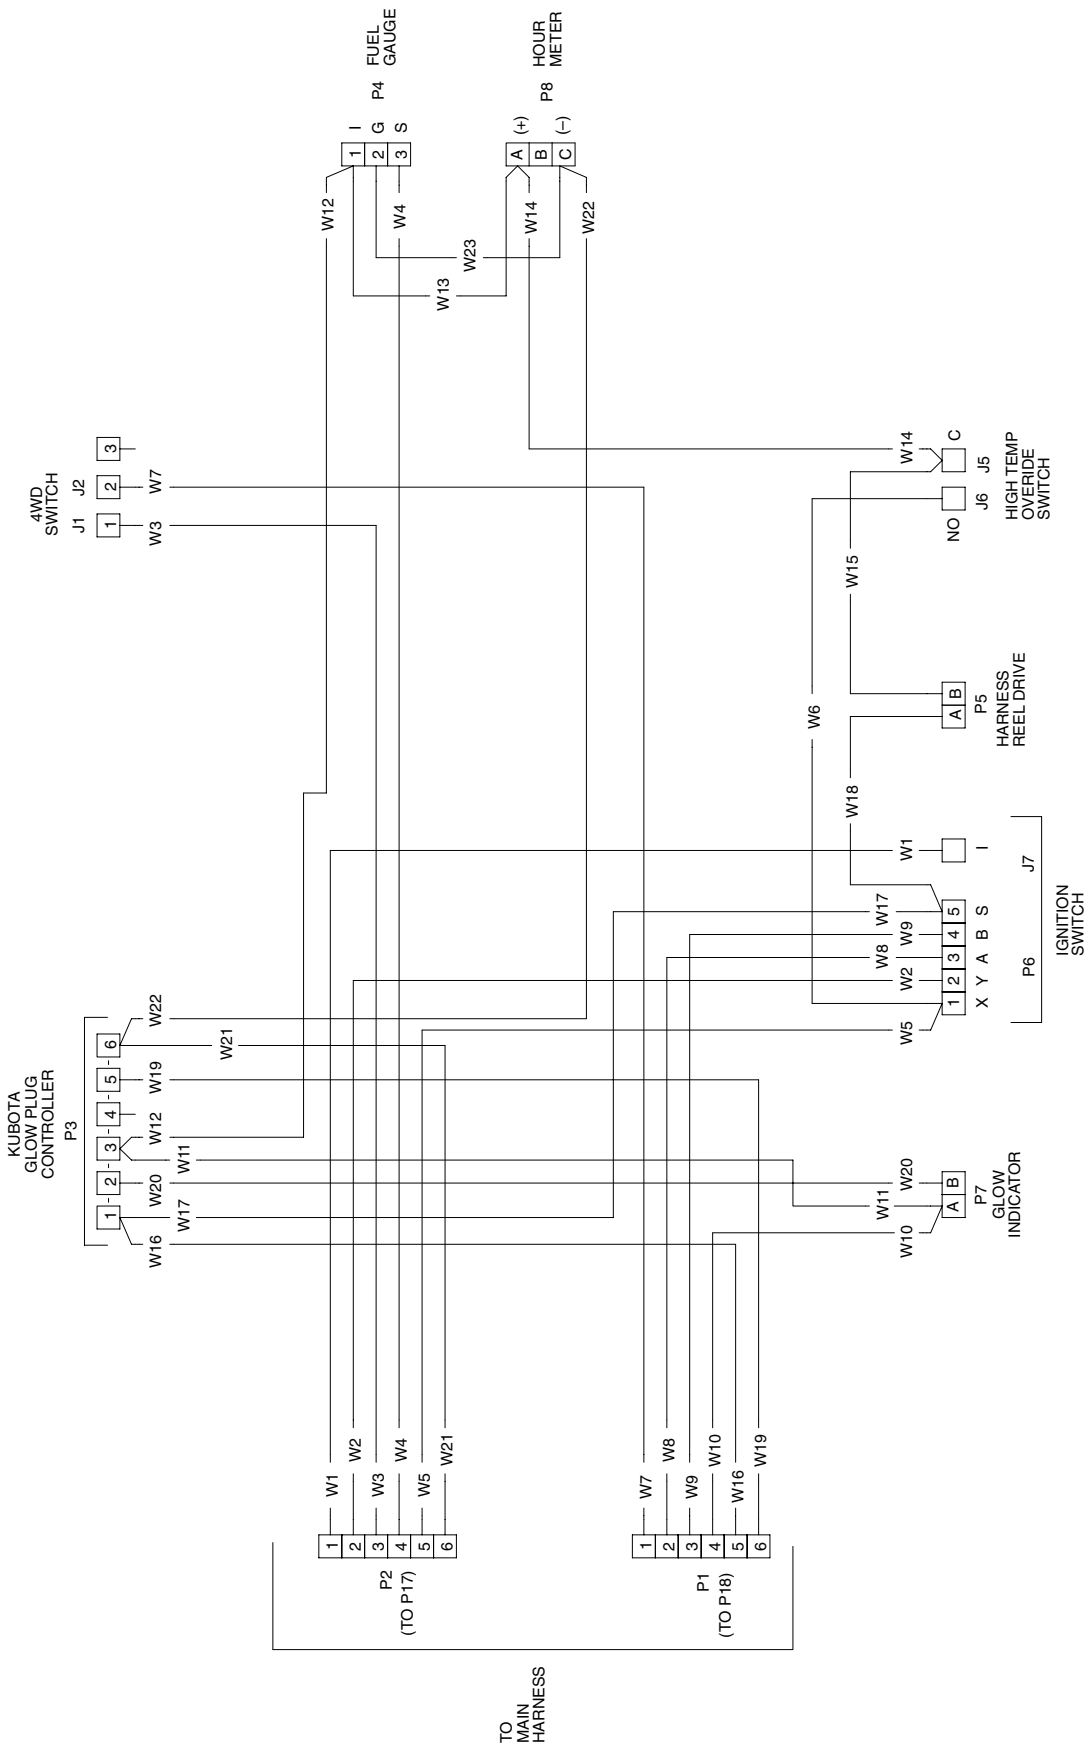 KUBOTA
GLOW PLUG
CONTROLLER
P3
1
2
3
4
5
6
W16
W17
W20
W11
W12
W19
W21
W22
4WD
SWITCH
J1
J2
1
2
3
W3
W7
FUEL
GAUGE
P4
I
G
S
1
2
3
W12
W4
W13
W23
HOUR
METER
P8
(+)
(–)
A
B
C
W14
W22
TO
MAIN
HARNESS
P2
(TO P17)
1
2
3
4
5
6
W1
W2
W3
W4
W5
W21
P1
(TO P18)
1
2
3
4
5
6
W7
W8
W9
W10
W16
W19
W10
W11
W20
A
B
P7
GLOW
INDICATOR
W5
W2
W8
W9
W17
W1
1
2
3
4
5
X
Y
A
B
S
I
P6
J7
IGNITION
SWITCH
W18
W6
W15
A
B
P5
HARNESS
REEL DRIVE
W14
NO
C
J6
J5
HIGH TEMP
OVERIDE
SWITCH